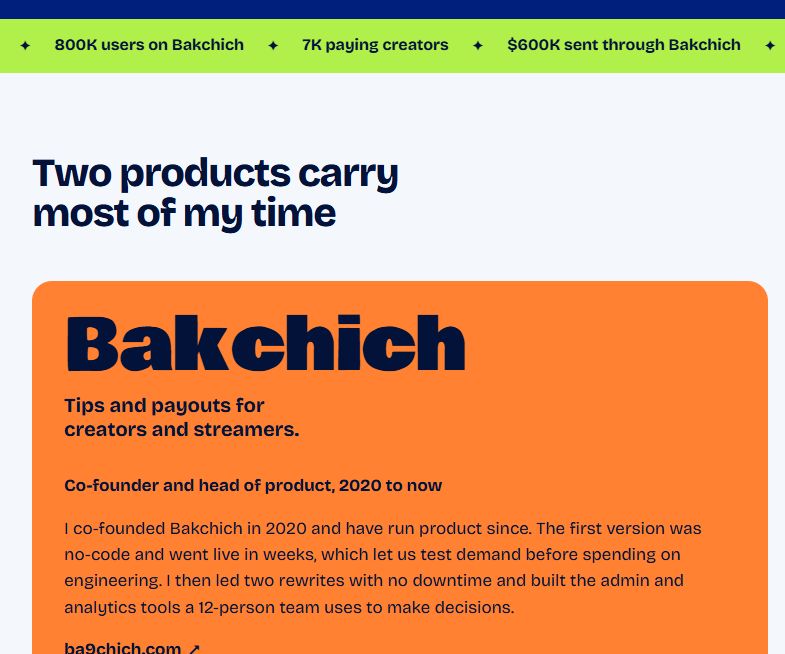 ✦ 800K users on Bakchich ✦ 7K paying creators ✦ $600K sent through Bakchich ✦
Two products carry
most of my time
Bakchich
Tips and payouts for
creators and streamers.
Co-founder and head of product, 2020 to now
I co-founded Bakchich in 2020 and have run product since. The first version was
no-code and went live in weeks, which let us test demand before spending on
engineering. I then led two rewrites with no downtime and built the admin and
analytics tools a 12-person team uses to make decisions.
ba9chich.com ↗